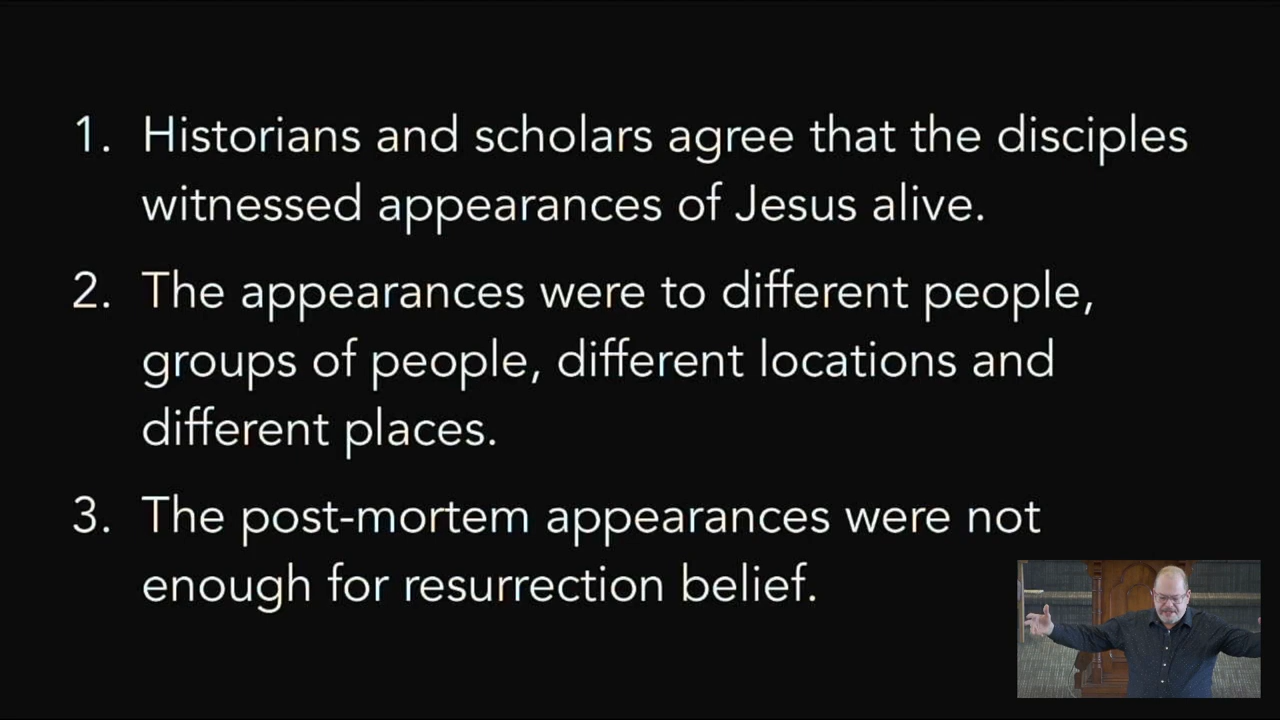 1. Historians and scholars agree that the disciples
witnessed appearances of Jesus alive.
2. The appearances were to different people,
groups of people, different locations and
different places.
3. The post-mortem appearances were not
enough for resurrection belief.